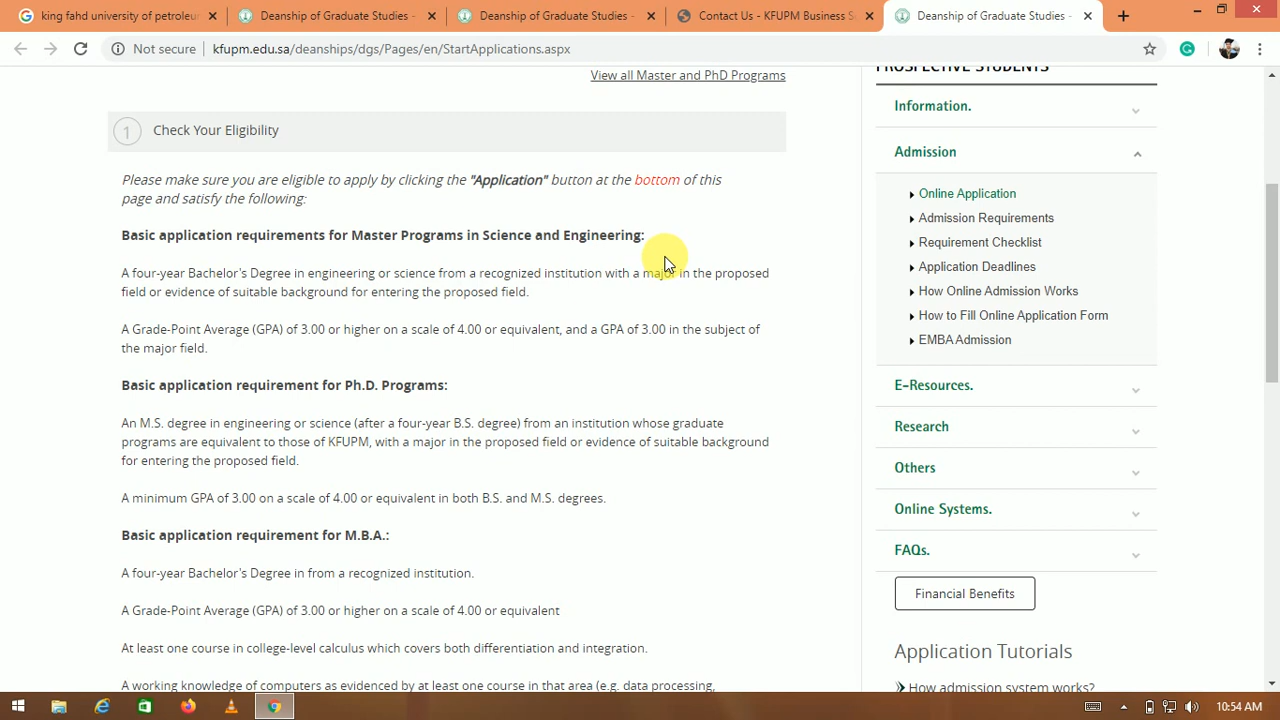 king fahd university of petroleu
Deanship of Graduate Studies -
Deanship of Graduate Studies -
Contact Us - KFUPM Business S
Deanship of Graduate Studies -
Not secure
kfupm.edu.sa/deanships/dgs/Pages/en/StartApplications.aspx
View all Master and PhD Programs
PROSPECTIVE STUDENTS
1 Check Your Eligibility
Please make sure you are eligible to apply by clicking the "Application" button at the bottom of this
page and satisfy the following:
Basic application requirements for Master Programs in Science and Engineering:
A four-year Bachelor's Degree in engineering or science from a recognized institution with a major in the proposed
field or evidence of suitable background for entering the proposed field.
A Grade-Point Average (GPA) of 3.00 or higher on a scale of 4.00 or equivalent, and a GPA of 3.00 in the subject of
the major field.
Basic application requirement for Ph.D. Programs:
An M.S. degree in engineering or science (after a four-year B.S. degree) from an institution whose graduate
programs are equivalent to those of KFUPM, with a major in the proposed field or evidence of suitable background
for entering the proposed field.
A minimum GPA of 3.00 on a scale of 4.00 or equivalent in both B.S. and M.S. degrees.
Basic application requirement for M.B.A.:
A four-year Bachelor's Degree in from a recognized institution.
A Grade-Point Average (GPA) of 3.00 or higher on a scale of 4.00 or equivalent
At least one course in college-level calculus which covers both differentiation and integration.
A working knowledge of computers as evidenced by at least one course in that area (e.g. data processing,
Information.
Admission
Online Application
Admission Requirements
Requirement Checklist
Application Deadlines
How Online Admission Works
How to Fill Online Application Form
EMBA Admission
E-Resources.
Research
Others
Online Systems.
FAQs.
Financial Benefits
Application Tutorials
How admission system works?
10:54 AM